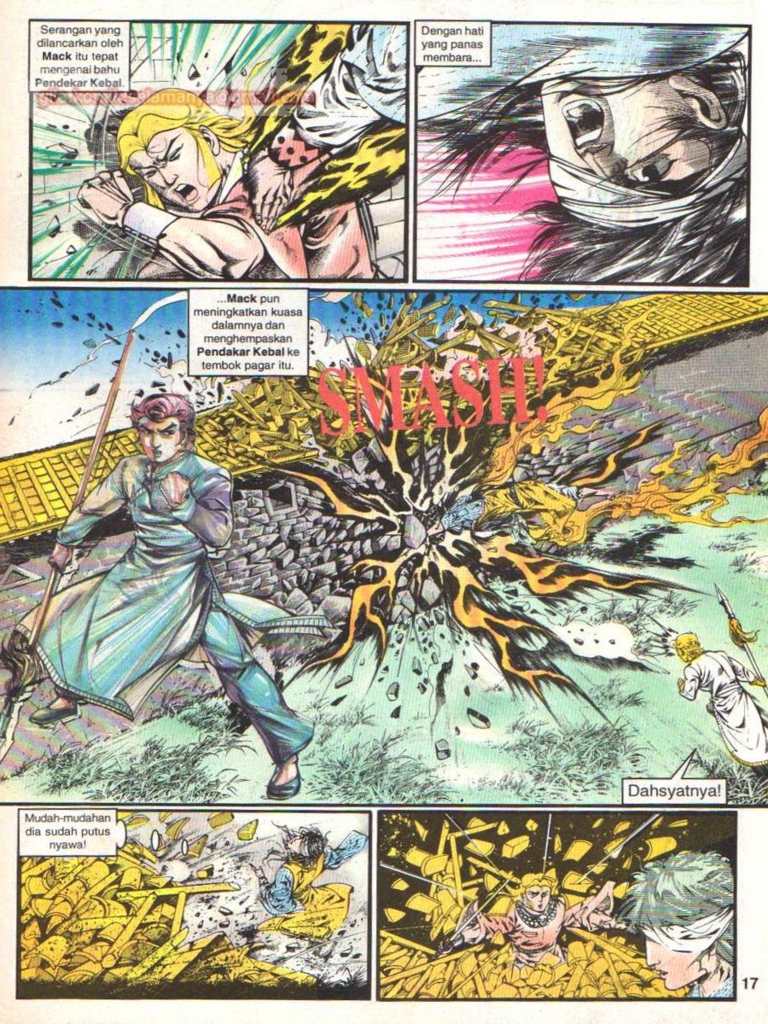 Serangan yang
dilancarkan oleh
Mack itu tepat
mengenai bahu
Pendekar Kebal.
Dengan hati
yang panas
membara...
...Mack pun
meningkatkan kuasa
dalamnya dan
menghempaskan
Pendakar Kebal ke
tembok pagar itu.
SMASH!
Dahsyatnya!
Mudah-mudahan
dia sudah putus
nyawa!
17